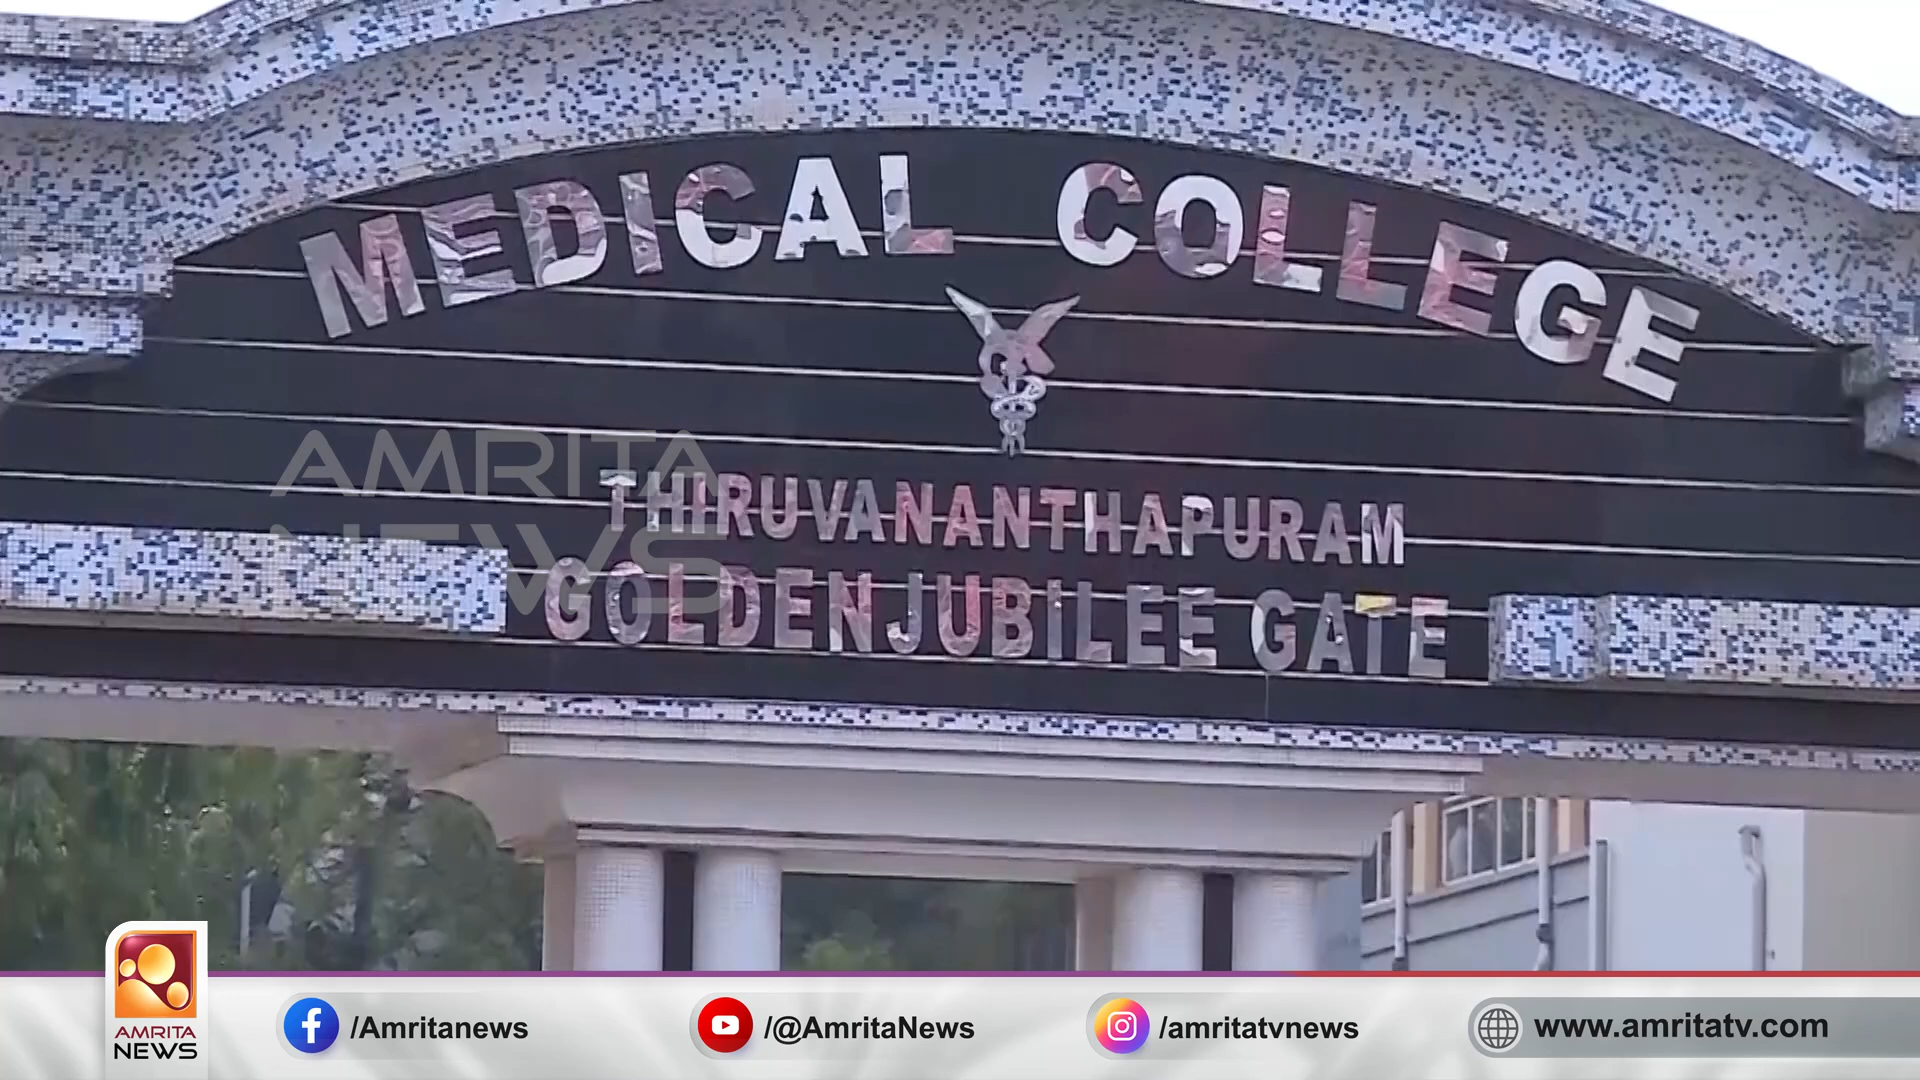 MEDICAL COLLEGE
AMRITA
NEWS
THIRUVANANTHAPURAM
GOLDENJUBILEE GATE
AMRITA
NEWS
/Amritanews
/@AmritaNews
/amritatvnews
www.amritatv.com